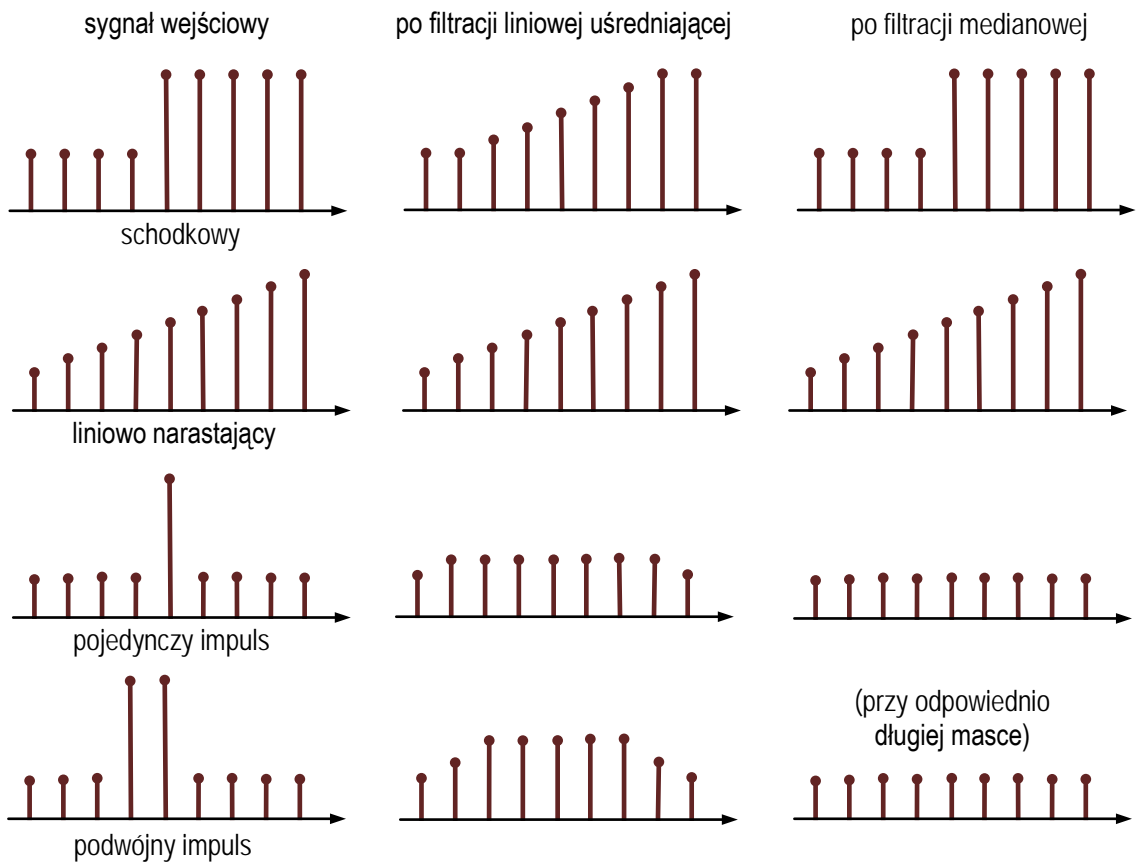 sygnał wejściowy
po filtracji liniowej uśredniającej
po filtracji medianowej
schodkowy
liniowo narastający
pojedynczy impuls
(przy odpowiednio
długiej masce)
podwójny impuls